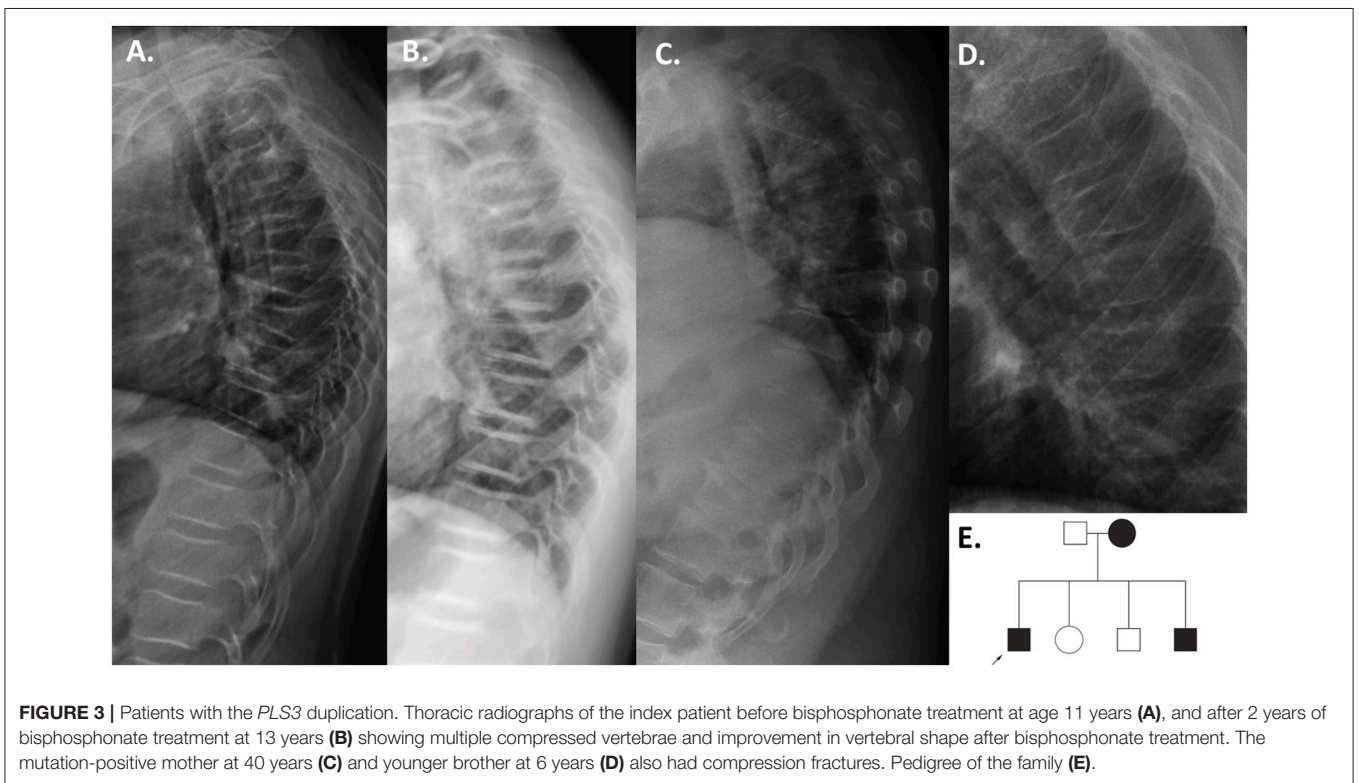 A.
B.
C.
D.
E.
FIGURE 3 | Patients with the PLS3 duplication. Thoracic radiographs of the index patient before bisphosphonate treatment at age 11 years (A), and after 2 years of
bisphosphonate treatment at 13 years (B) showing multiple compressed vertebrae and improvement in vertebral shape after bisphosphonate treatment. The
mutation-positive mother at 40 years (C) and younger brother at 6 years (D) also had compression fractures. Pedigree of the family (E).